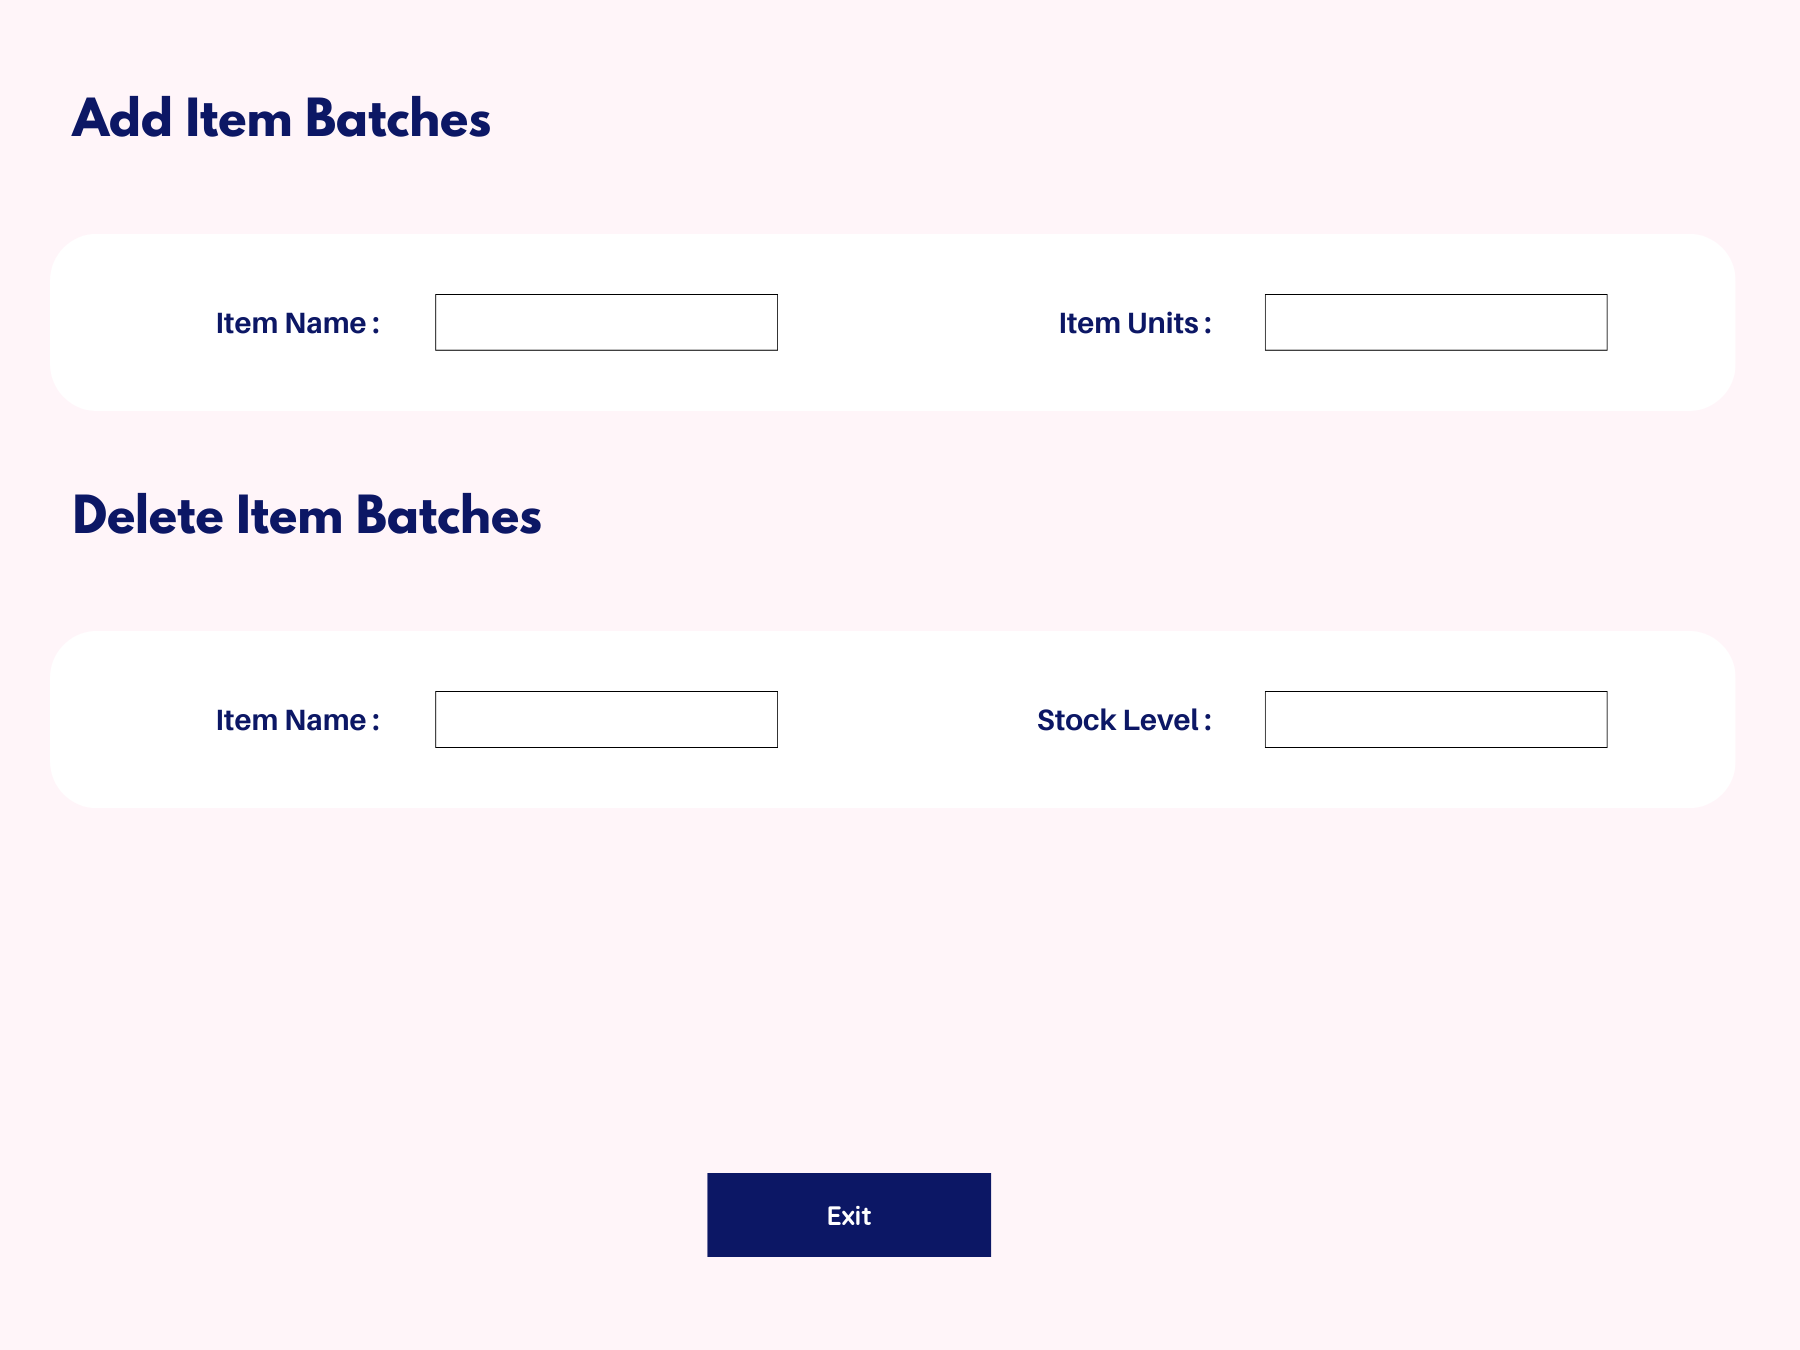 Add Item Batches
Item Name :
Item Units :
Delete Item Batches
Item Name :
Stock Level :
Exit